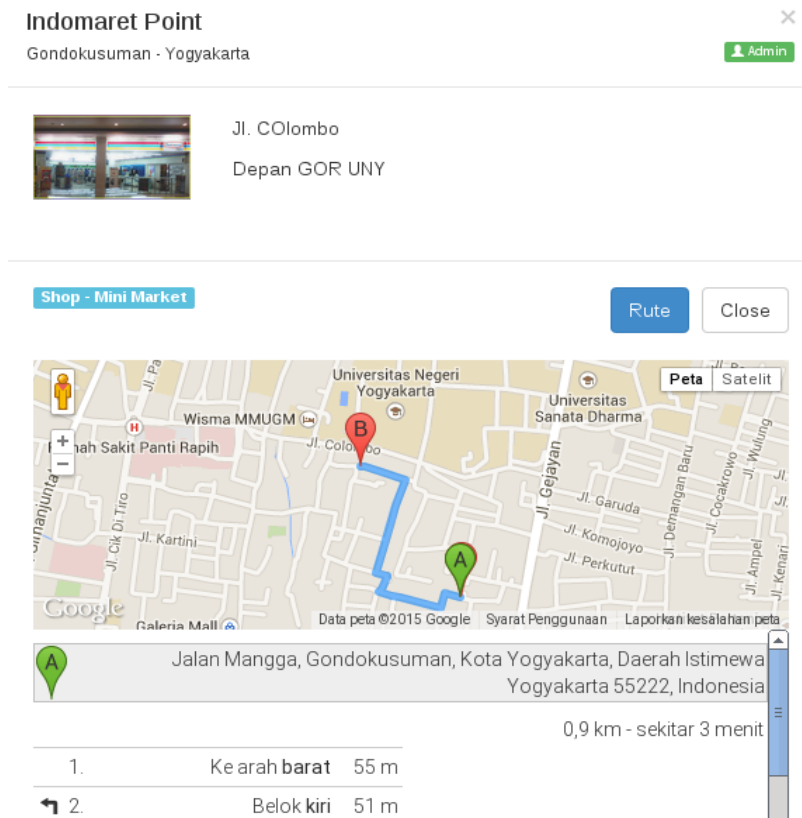 Indomaret Point
×
Gondokusuman - Yogyakarta
Admin
Jl. COlombo
Depan GOR UNY
Shop - Mini Market
Rute
Close
Universitas Negeri
Yogyakarta
Universitas
Sanata Dharma
Peta
Satelit
Wisma MMUGM
H
ah Sakit Panti Rapih
+
−
B
Jl. Gejayan
Jl. Demangan Baru
Jl. Cocakrowo
Wulung
Jl. Cik Di Tiro
Jl. Kartini
Jl. Garuda
Jl. Komojoyo
Jl. Perkutut
Jl. Ampel
Jl. Kenari
A
Google
Galeria Mall
Data peta ©2015 Google
Syarat Penggunaan
Laporkan kesalahan peta
A
Jalan Mangga, Gondokusuman, Kota Yogyakarta, Daerah Istimewa
Yogyakarta 55222, Indonesia
0,9 km - sekitar 3 menit
1. Ke arah barat 55 m
2. Belok kiri 51 m